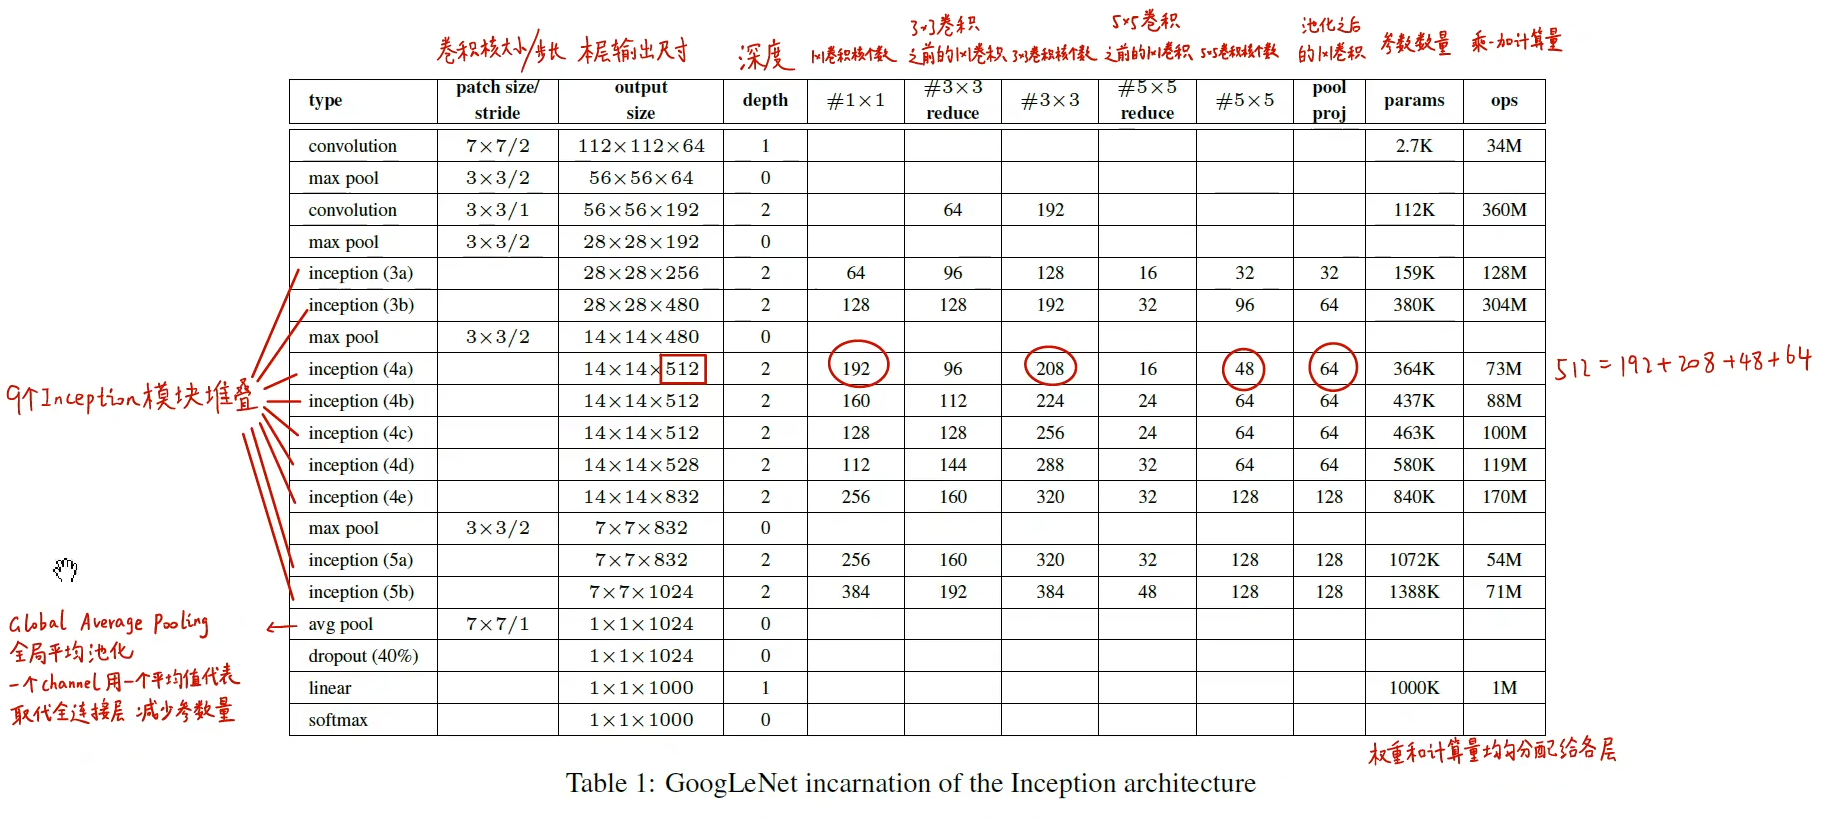 卷积核大小/步长 本层输出尺寸 深度 1×1卷积核个数 3×3卷积之前的1×1卷积 3×3卷积核个数 5×5卷积之前的1×1卷积 5×5卷积核个数 池化之后的1×1卷积 参数数量 乘-加计算量
type patch size/stride output size depth #1×1 #3×3 reduce #3×3 #5×5 reduce #5×5 pool proj params ops
convolution 7×7/2 112×112×64 1 2.7K 34M
max pool 3×3/2 56×56×64 0
convolution 3×3/1 56×56×192 2 64 192 112K 360M
max pool 3×3/2 28×28×192 0
inception (3a) 28×28×256 2 64 96 128 16 32 32 159K 128M
inception (3b) 28×28×480 2 128 128 192 32 96 64 380K 304M
max pool 3×3/2 14×14×480 0
inception (4a) 14×14×512 2 192 96 208 16 48 64 364K 73M 512=192+208+48+64
9个Inception模块堆叠
inception (4b) 14×14×512 2 160 112 224 24 64 64 437K 88M
inception (4c) 14×14×512 2 128 128 256 24 64 64 463K 100M
inception (4d) 14×14×528 2 112 144 288 32 64 64 580K 119M
inception (4e) 14×14×832 2 256 160 320 32 128 128 840K 170M
max pool 3×3/2 7×7×832 0
inception (5a) 7×7×832 2 256 160 320 32 128 128 1072K 54M
inception (5b) 7×7×1024 2 384 192 384 48 128 128 1388K 71M
avg pool 7×7/1 1×1×1024 0
dropout (40%) 1×1×1024 0
linear 1×1×1000 1 1000K 1M
softmax 1×1×1000 0
Global Average Pooling
全局平均池化
一个channel用一个平均值代表
取代全连接层 减少参数量
权重和计算量均匀分配给各层
Table 1: GoogLeNet incarnation of the Inception architecture